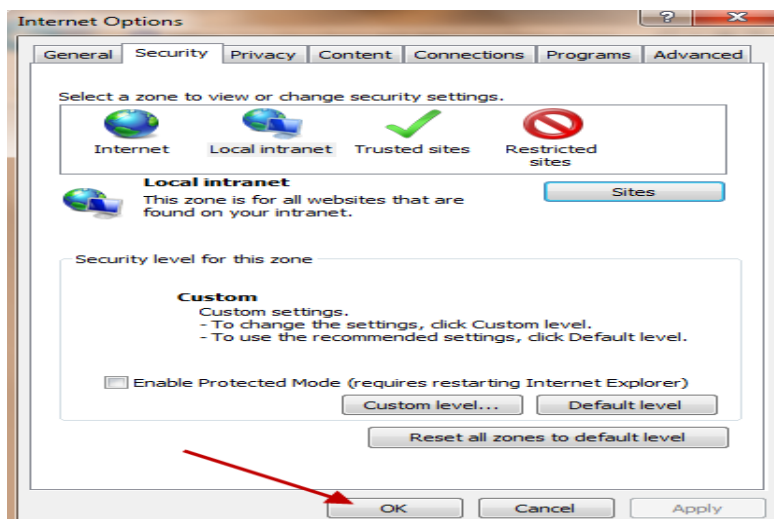 Internet Options
General Security Privacy Content Connections Programs Advanced
Select a zone to view or change security settings.
Internet Local intranet Trusted sites Restricted
sites
Local intranet
Sites
This zone is for all websites that are
found on your intranet.
Security level for this zone
Custom
Custom settings.
- To change the settings, click Custom level.
- To use the recommended settings, click Default level.
Enable Protected Mode (requires restarting Internet Explorer)
Custom level... Default level
Reset all zones to default level
OK Cancel Apply